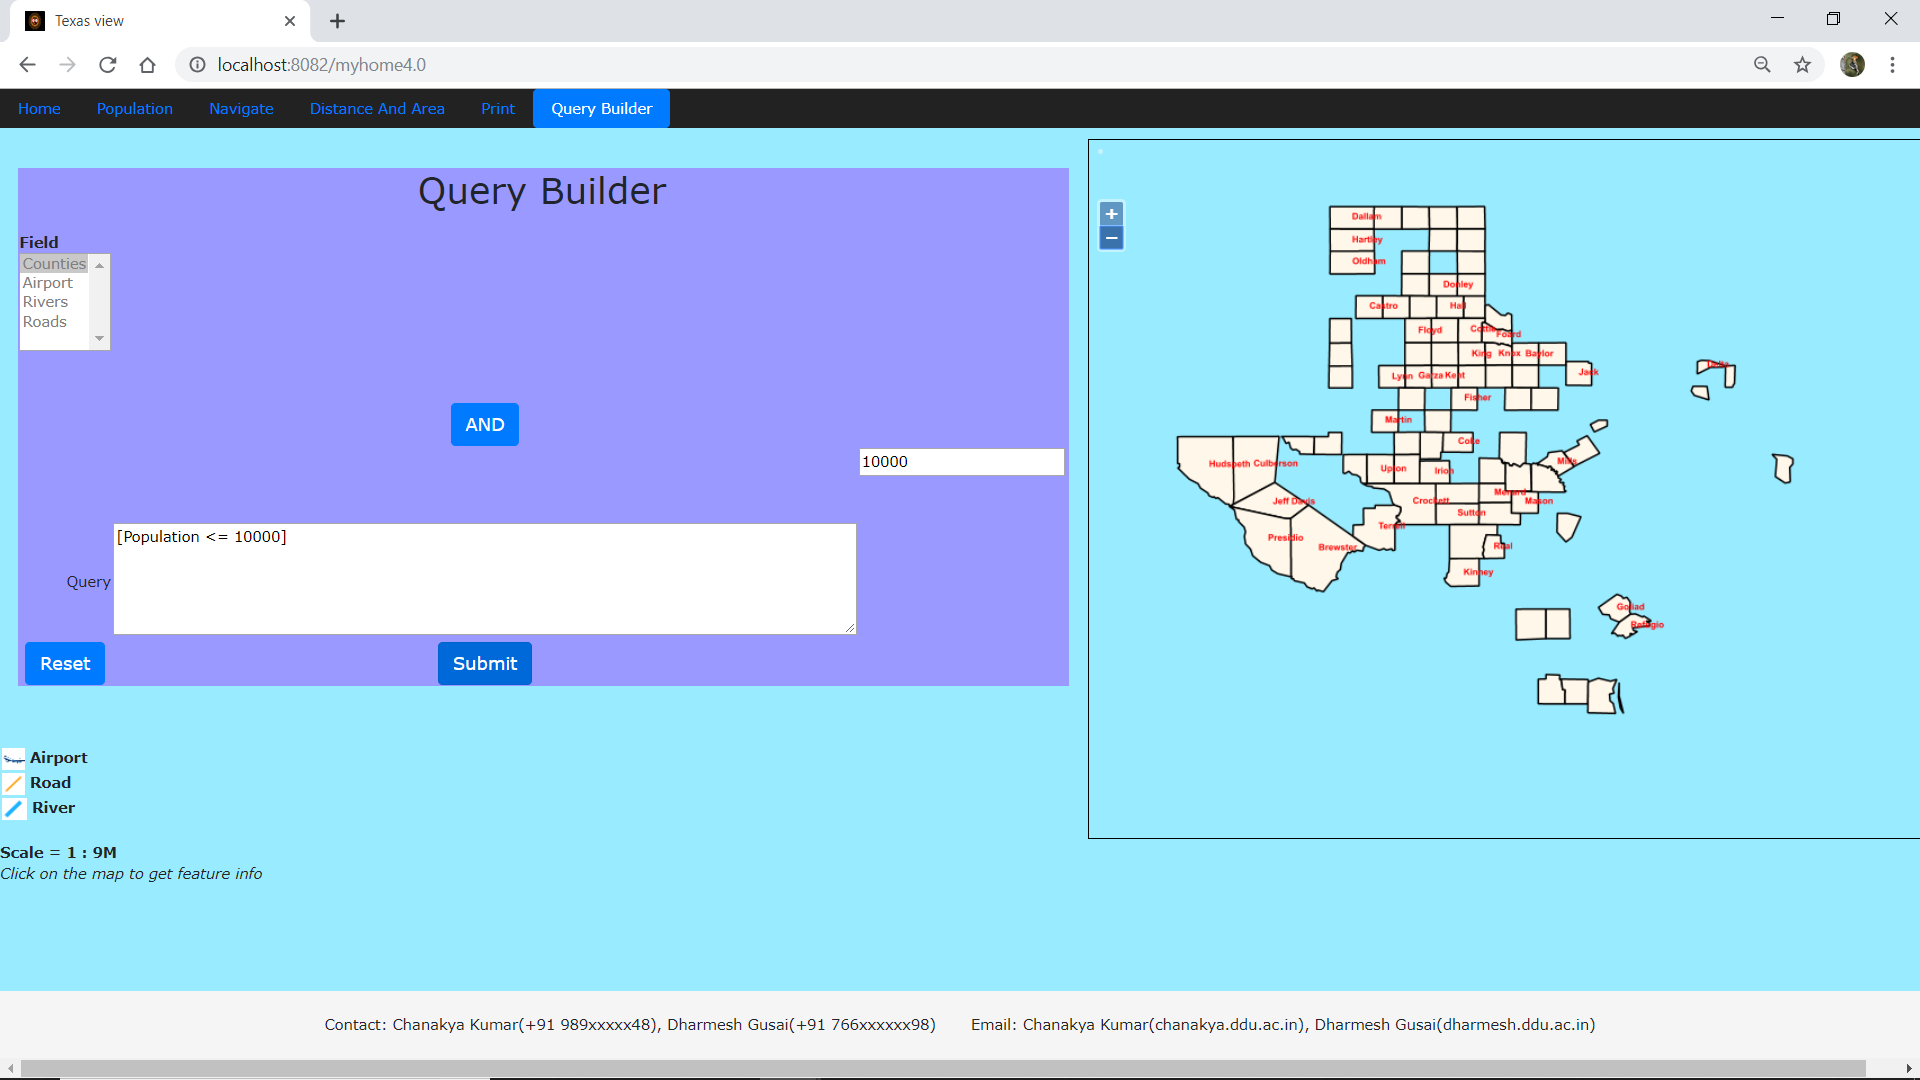 Texas view
localhost:8082/myhome4.0
Home Population Navigate Distance And Area Print Query Builder
Query Builder
Field
Counties
Airport
Rivers
Roads
AND
10000
[Population <= 10000]
Query
Reset Submit
Airport
Road
River
Scale = 1 : 9M
Click on the map to get feature info
+
−
Dallam
Hartley
Oldham
Donley
Castro Hall
Floyd Cottle Foard
King Knox Baylor
Lynn Garza Kent Jack Delta
Fisher
Martin
Coke
Hudspeth Culberson Upton Irion Mills
Jeff Davis Crockett Menard Mason
Sutton
Terrell
Presidio Brewster Real
Kinney
Goliad
Refugio
Contact: Chanakya Kumar(+91 989xxxxx48), Dharmesh Gusai(+91 766xxxxxx98) Email: Chanakya Kumar(chanakya.ddu.ac.in), Dharmesh Gusai(dharmesh.ddu.ac.in)